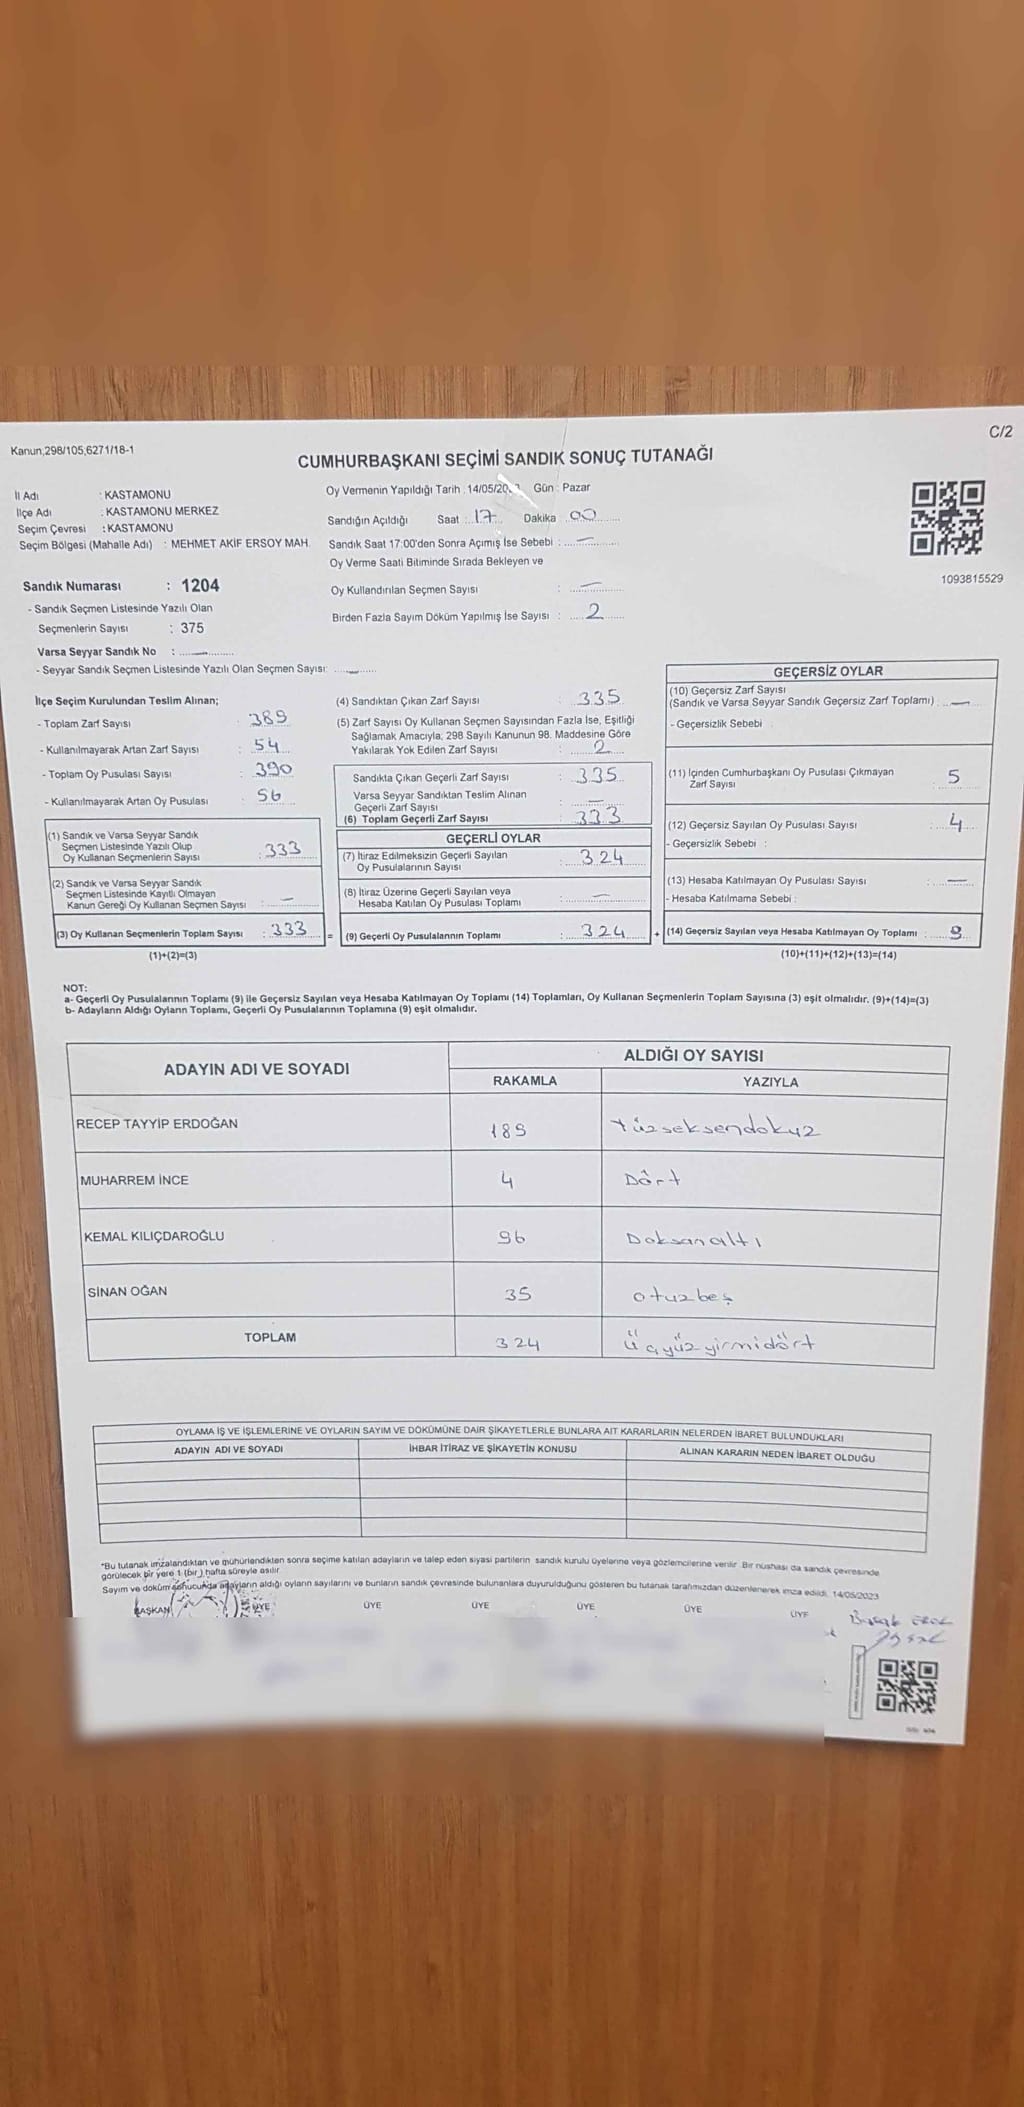 C/2
Kanun;298/105;6271/18-1
CUMHURBAŞKANI SEÇİMİ SANDIK SONUÇ TUTANAĞI
İl Adı : KASTAMONU
İlçe Adı : KASTAMONU MERKEZ
Seçim Çevresi : KASTAMONU
Seçim Bölgesi (Mahalle Adı) : MEHMET AKİF ERSOY MAH.
Sandık Numarası : 1204
- Sandık Seçmen Listesinde Yazılı Olan
Seçmenlerin Sayısı : 375
Varsa Seyyar Sandık No : —
- Seyyar Sandık Seçmen Listesinde Yazılı Olan Seçmen Sayısı: —
Oy Vermenin Yapıldığı Tarih : 14/05/20 Gün : Pazar
Sandığın Açıldığı Saat : 17 Dakika : 00
Sandık Saat 17:00'den Sonra Açımış İse Sebebi : —
Oy Verme Saati Bitiminde Sırada Bekleyen ve
Oy Kullandırılan Seçmen Sayısı : —
Birden Fazla Sayım Döküm Yapılmış İse Sayısı : 2
1093815529
İlçe Seçim Kurulundan Teslim Alınan;
- Toplam Zarf Sayısı : 389
- Kullanılmayarak Artan Zarf Sayısı : 54
- Toplam Oy Pusulası Sayısı : 390
- Kullanılmayarak Artan Oy Pusulası : 56
(1) Sandık ve Varsa Seyyar Sandık
Seçmen Listesinde Yazılı Olup
Oy Kullanan Seçmenlerin Sayısı : 333
(2) Sandık ve Varsa Seyyar Sandık
Seçmen Listesinde Kayıtlı Olmayan
Kanun Gereği Oy Kullanan Seçmen Sayısı : —
(3) Oy Kullanan Seçmenlerin Toplam Sayısı : 333
(1)+(2)=(3)
(4) Sandıktan Çıkan Zarf Sayısı : 335
(5) Zarf Sayısı Oy Kullanan Seçmen Sayısından Fazla İse, Eşitliği
Sağlamak Amacıyla; 298 Sayılı Kanunun 98. Maddesine Göre
Yakılarak Yok Edilen Zarf Sayısı : 2
Sandıkta Çıkan Geçerli Zarf Sayısı : 335
Varsa Seyyar Sandıktan Teslim Alınan
Geçerli Zarf Sayısı : —
(6) Toplam Geçerli Zarf Sayısı : 333
GEÇERLİ OYLAR
(7) İtiraz Edilmeksizin Geçerli Sayılan
Oy Pusulalarının Sayısı : 324
(8) İtiraz Üzerine Geçerli Sayılan veya
Hesaba Katılan Oy Pusulası Toplamı : —
= (9) Geçerli Oy Pusulalarının Toplamı : 324 +
GEÇERSİZ OYLAR
(10) Geçersiz Zarf Sayısı
(Sandık ve Varsa Seyyar Sandık Geçersiz Zarf Toplamı) : —
- Geçersizlik Sebebi :
(11) İçinden Cumhurbaşkanı Oy Pusulası Çıkmayan
Zarf Sayısı : 5
(12) Geçersiz Sayılan Oy Pusulası Sayısı : 4
- Geçersizlik Sebebi :
(13) Hesaba Katılmayan Oy Pusulası Sayısı : —
- Hesaba Katılmama Sebebi :
(14) Geçersiz Sayılan veya Hesaba Katılmayan Oy Toplamı : 9
(10)+(11)+(12)+(13)=(14)
NOT:
a- Geçerli Oy Pusulalarının Toplamı (9) ile Geçersiz Sayılan veya Hesaba Katılmayan Oy Toplamı (14) Toplamları, Oy Kullanan Seçmenlerin Toplam Sayısına (3) eşit olmalıdır. (9)+(14)=(3)
b- Adayların Aldığı Oyların Toplamı, Geçerli Oy Pusulalarının Toplamına (9) eşit olmalıdır.
ADAYIN ADI VE SOYADI ALDIĞI OY SAYISI
RAKAMLA YAZIYLA
RECEP TAYYİP ERDOĞAN 189 Yüzseksendokuz
MUHARREM İNCE 4 Dört
KEMAL KILIÇDAROĞLU 96 Doksanaltı
SİNAN OĞAN 35 otuzbeş
TOPLAM 324 Üçyüzyirmidört
OYLAMA İŞ VE İŞLEMLERİNE VE OYLARIN SAYIM VE DÖKÜMÜNE DAİR ŞİKAYETLERLE BUNLARA AİT KARARLARIN NELERDEN İBARET BULUNDUKLARI
ADAYIN ADI VE SOYADI İHBAR İTİRAZ VE ŞİKAYETİN KONUSU ALINAN KARARIN NEDEN İBARET OLDUĞU
*Bu tutanak imzalandıktan ve mühürlendikten sonra seçime katılan adayların ve talep eden siyasi partilerin sandık kurulu üyelerine veya gözlemcilerine verilir. Bir nüshası da sandık çevresinde
görülecek bir yere 1 (bir) hafta süreyle asılır.
Sayım ve döküm sonucunda adayların aldığı oyların sayılarını ve bunların sandık çevresinde bulunanlara duyurulduğunu gösteren bu tutanak tarafımızdan düzenlenerek imza edildi. 14/05/2023
BAŞKAN ÜYE ÜYE ÜYE ÜYE ÜYE ÜYE